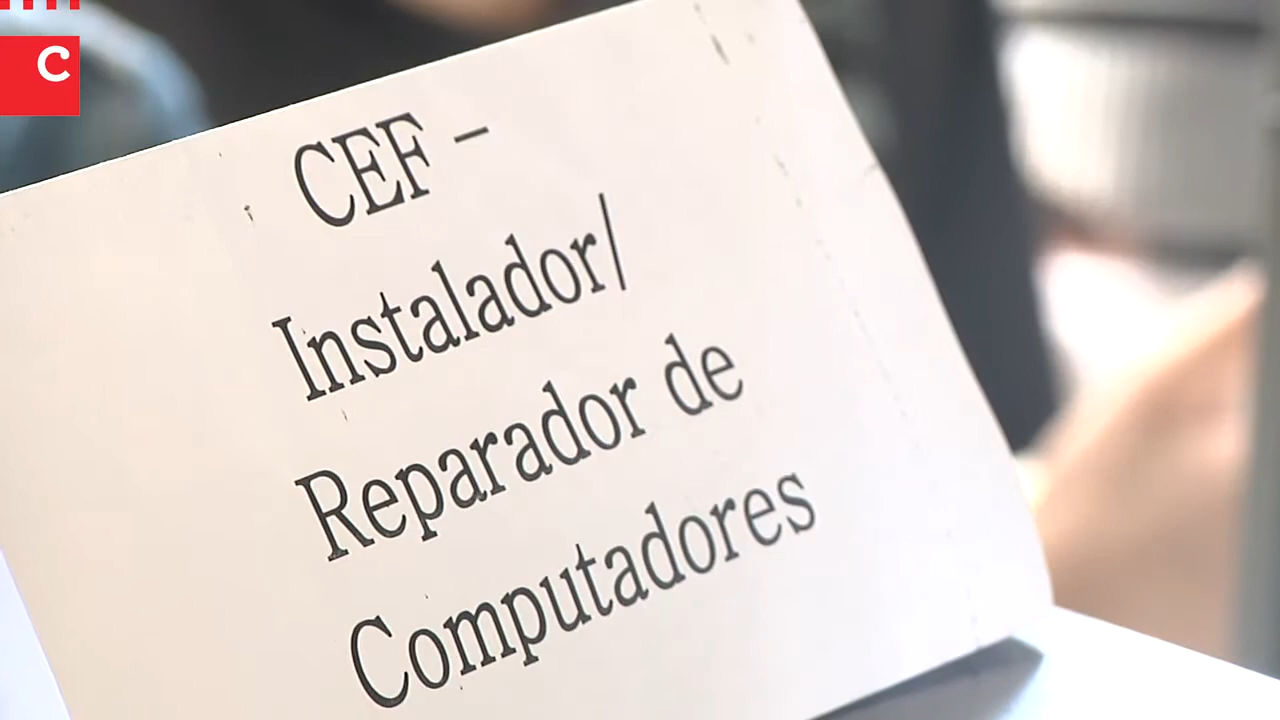 C
CEF –
Instalador/
Reparador de
Computadores